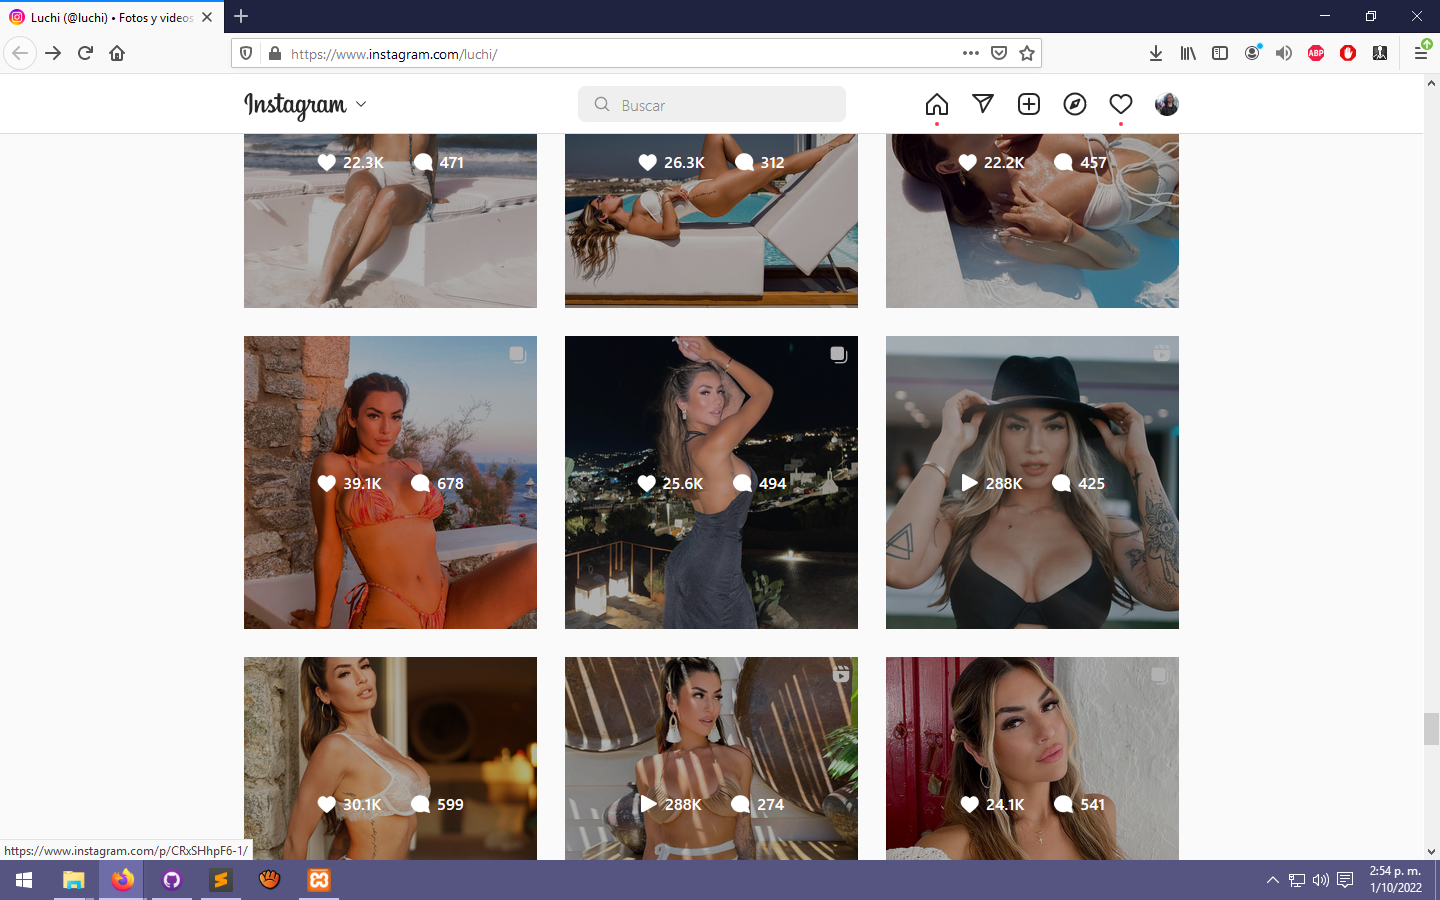 Luchi (@luchi) • Fotos y videos
https://www.instagram.com/luchi/
ABP
Instagram
Buscar
22.3K 471
26.3K 312
22.2K 457
39.1K 678
25.6K 494
288K 425
30.1K 599
288K 274
24.1K 541
https://www.instagram.com/p/CRxSHhpF6-1/
2:54 p. m.
1/10/2022